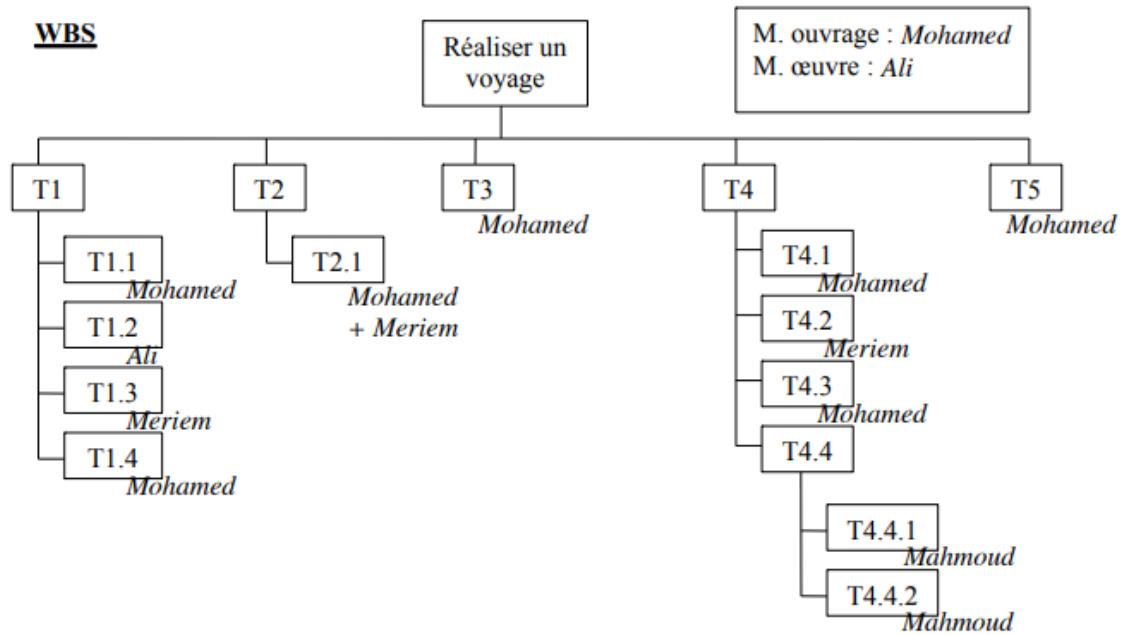 WBS
Réaliser un
voyage
M. ouvrage : Mohamed
M. œuvre : Ali
T1
T2
T3
Mohamed
T4
T5
Mohamed
T1.1
Mohamed
T1.2
Ali
T1.3
Meriem
T1.4
Mohamed
T2.1
Mohamed
+ Meriem
T4.1
Mohamed
T4.2
Meriem
T4.3
Mohamed
T4.4
T4.4.1
Mahmoud
T4.4.2
Mahmoud